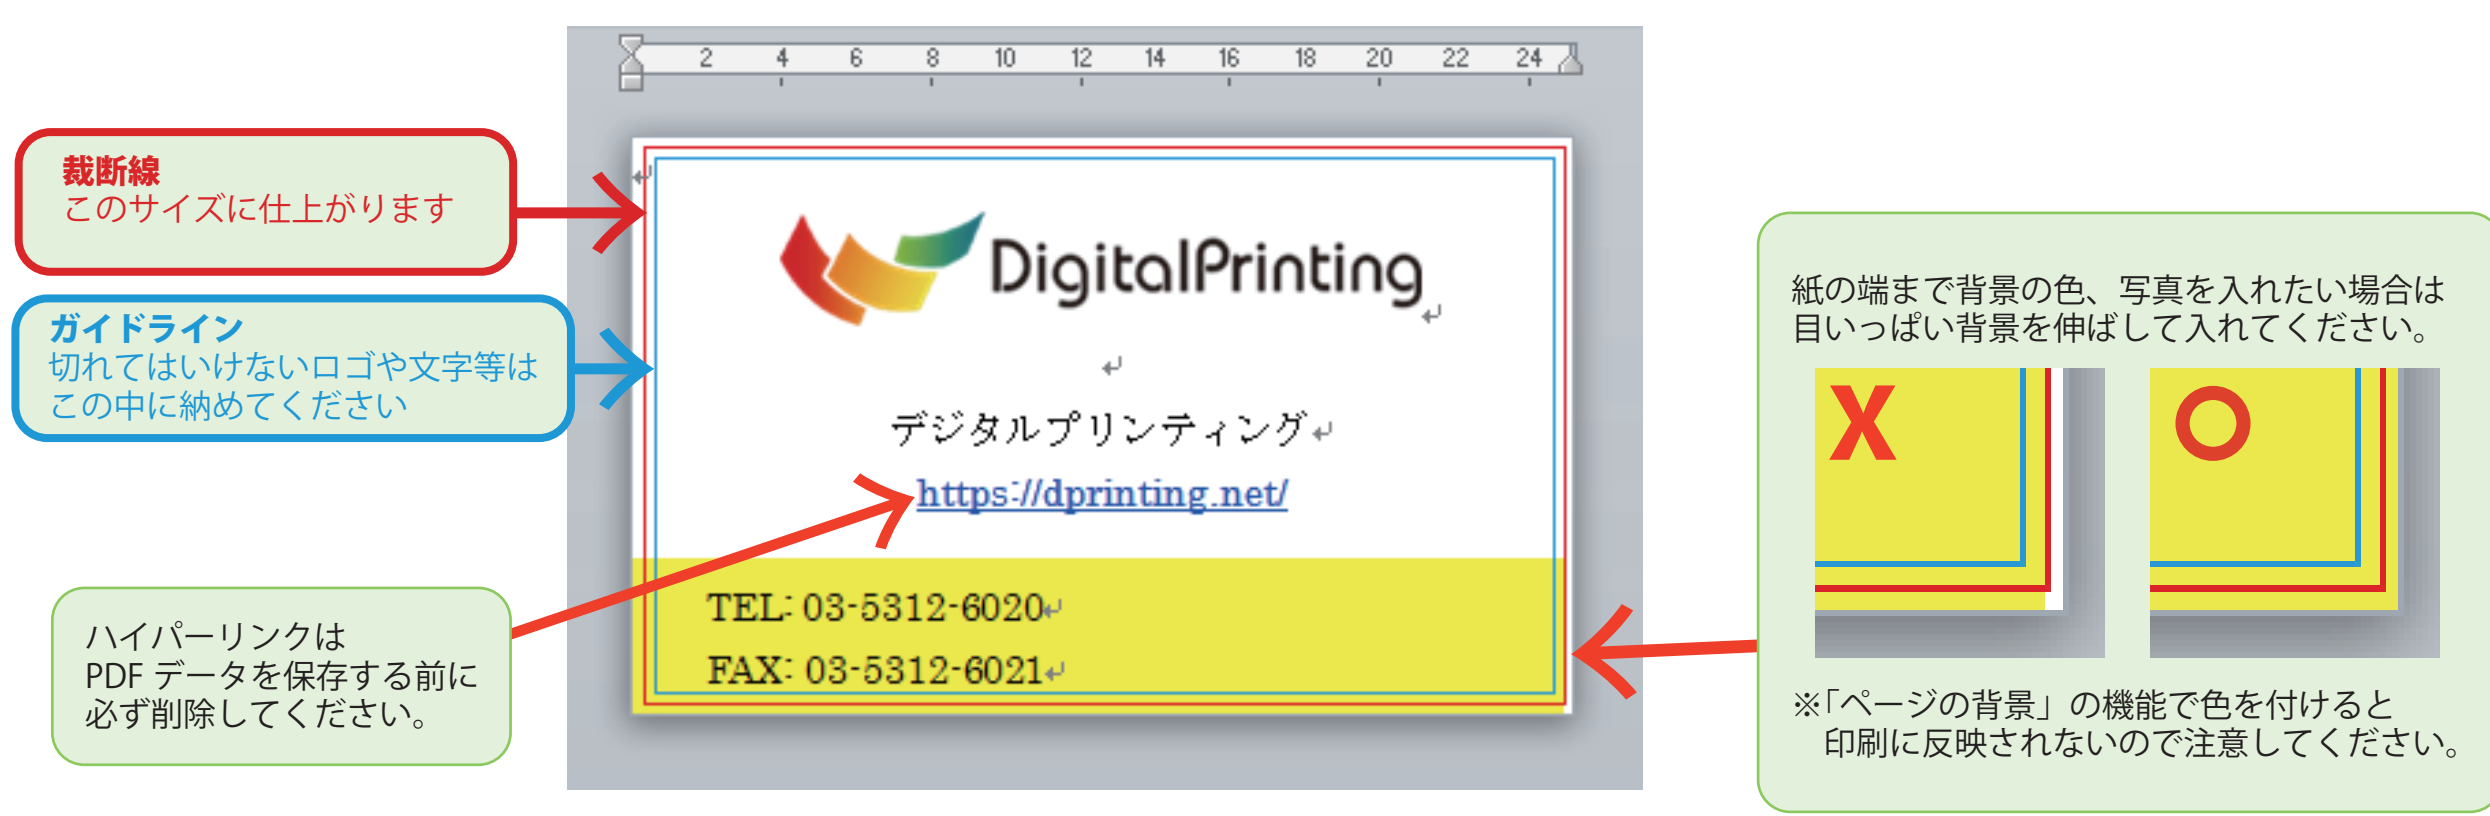 2 4 6 8 10 12 14 16 18 20 22 24
裁断線
このサイズに仕上がります
ガイドライン
切れてはいけないロゴや文字等は
この中に納めてください
DigitalPrinting
デジタルプリンティング
https://dprinting.net/
TEL: 03-5312-6020
FAX: 03-5312-6021
ハイパーリンクは
PDF データを保存する前に
必ず削除してください。
紙の端まで背景の色、写真を入れたい場合は
目いっぱい背景を伸ばして入れてください。
X
※「ページの背景」の機能で色を付けると
印刷に反映されないので注意してください。